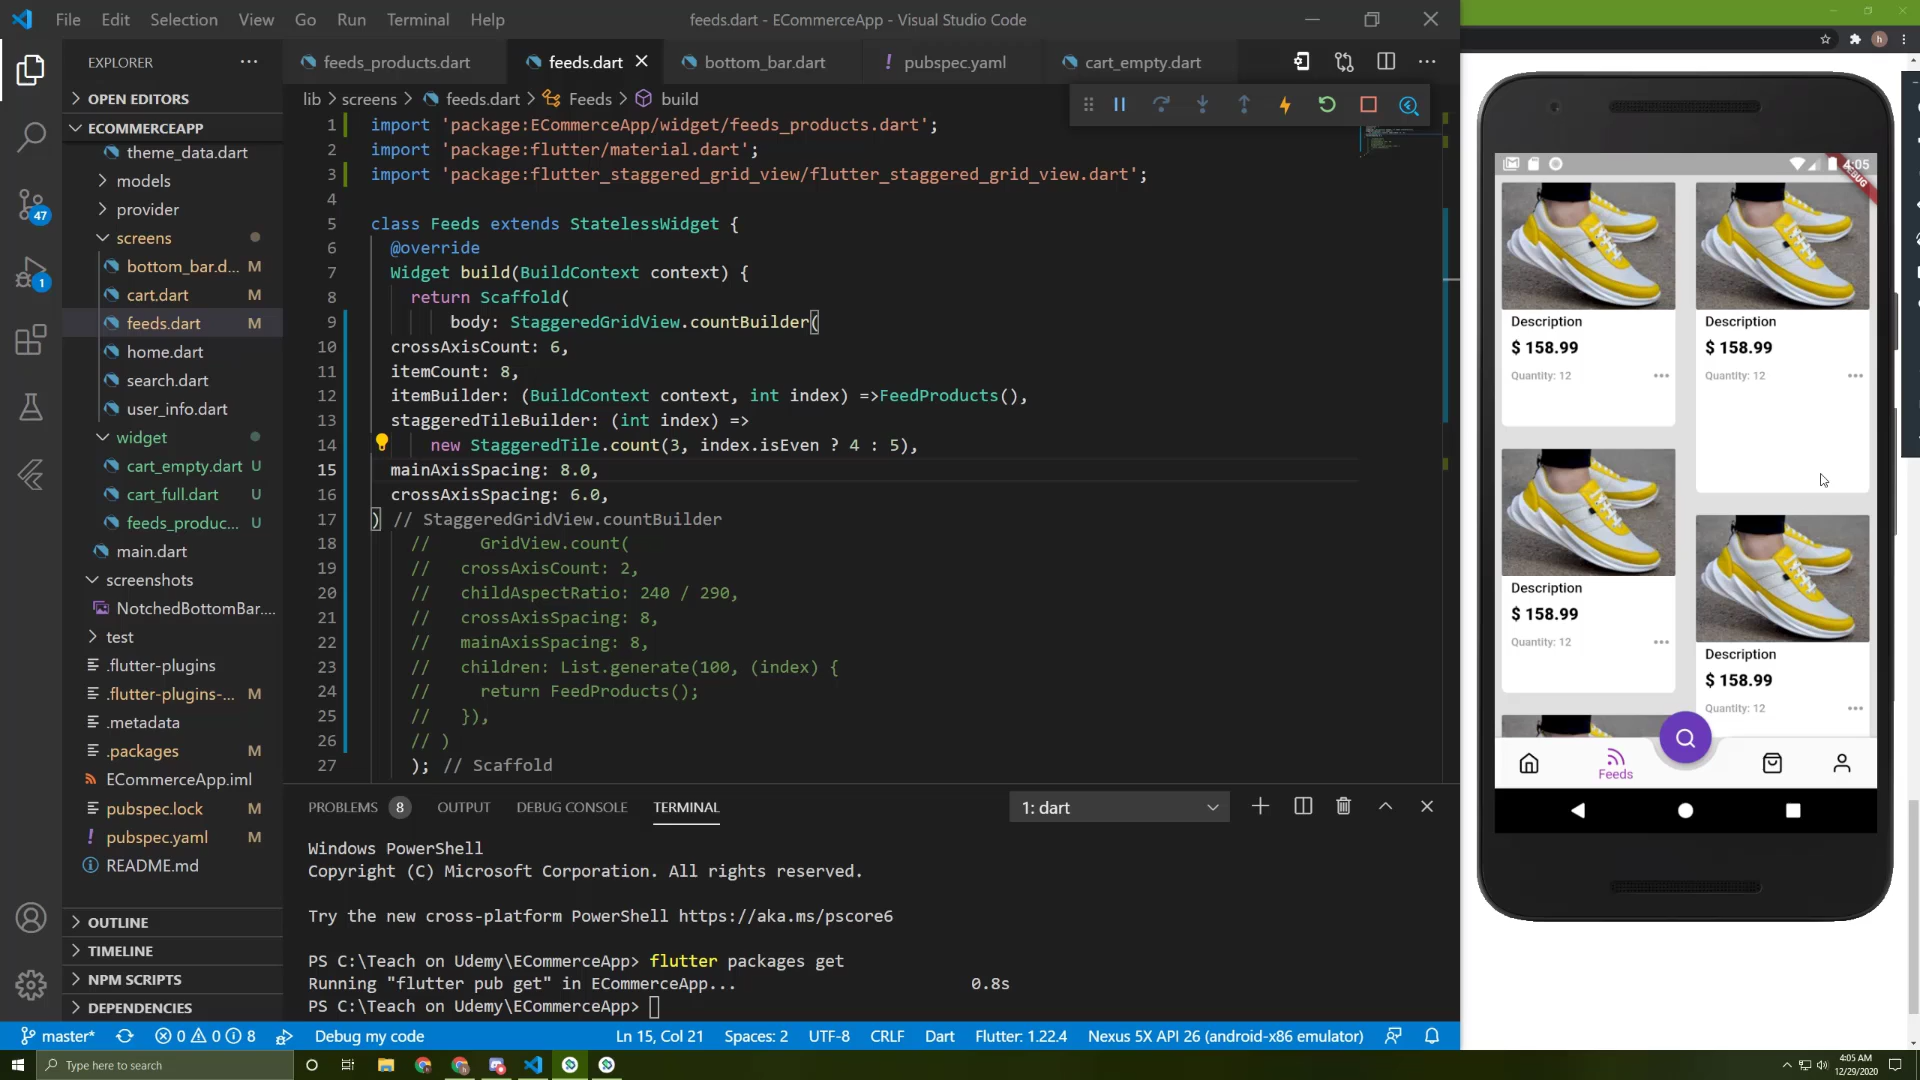 File Edit Selection View Go Run Terminal Help
feeds.dart - ECommerceApp - Visual Studio Code
EXPLORER
OPEN EDITORS
ECOMMERCEAPP
theme_data.dart
models
provider
screens
bottom_bar.d... M
cart.dart M
feeds.dart M
home.dart
search.dart
user_info.dart
widget
cart_empty.dart U
cart_full.dart U
feeds_produc... U
main.dart
screenshots
NotchedBottomBar....
test
.flutter-plugins
.flutter-plugins-... M
.metadata
.packages M
ECommerceApp.iml
pubspec.lock M
pubspec.yaml M
README.md
OUTLINE
TIMELINE
NPM SCRIPTS
DEPENDENCIES
47
1
feeds_products.dart feeds.dart bottom_bar.dart pubspec.yaml cart_empty.dart
lib > screens > feeds.dart > Feeds > build
1 import 'package:ECommerceApp/widget/feeds_products.dart';
2 import 'package:flutter/material.dart';
3 import 'package:flutter_staggered_grid_view/flutter_staggered_grid_view.dart';
4
5 class Feeds extends StatelessWidget {
6 @override
7 Widget build(BuildContext context) {
8 return Scaffold(
9 body: StaggeredGridView.countBuilder(
10 crossAxisCount: 6,
11 itemCount: 8,
12 itemBuilder: (BuildContext context, int index) =>FeedProducts(),
13 staggeredTileBuilder: (int index) =>
14 new StaggeredTile.count(3, index.isEven ? 4 : 5),
15 mainAxisSpacing: 8.0,
16 crossAxisSpacing: 6.0,
17 ) // StaggeredGridView.countBuilder
18 // GridView.count(
19 // crossAxisCount: 2,
20 // childAspectRatio: 240 / 290,
21 // crossAxisSpacing: 8,
22 // mainAxisSpacing: 8,
23 // children: List.generate(100, (index) {
24 // return FeedProducts();
25 // }),
26 // )
27 ); // Scaffold
PROBLEMS 8 OUTPUT DEBUG CONSOLE TERMINAL
1: dart
Windows PowerShell
Copyright (C) Microsoft Corporation. All rights reserved.
Try the new cross-platform PowerShell https://aka.ms/pscore6
PS C:\Teach on Udemy\ECommerceApp> flutter packages get
Running "flutter pub get" in ECommerceApp... 0.8s
PS C:\Teach on Udemy\ECommerceApp>
h
4:05
DEBUG
Description
$ 158.99
Quantity: 12
Description
$ 158.99
Quantity: 12
Description
$ 158.99
Quantity: 12
Description
$ 158.99
Quantity: 12
Feeds
master* 0 0 8 Debug my code Ln 15, Col 21 Spaces: 2 UTF-8 CRLF Dart Flutter: 1.22.4 Nexus 5X API 26 (android-x86 emulator)
Type here to search
4:05 AM
12/29/2020